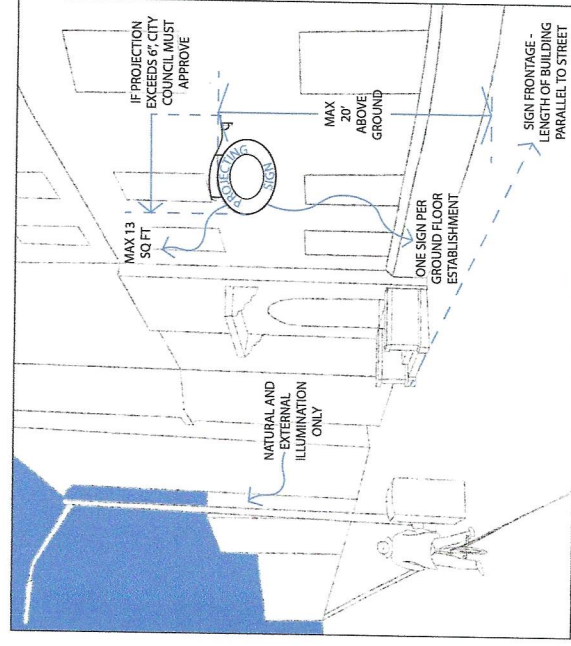 IF PROJECTION
EXCEEDS 6", CITY
COUNCIL MUST
APPROVE
MAX 13
SQ FT
PROJECTING
SIGN
MAX
20'
ABOVE
GROUND
ONE SIGN PER
GROUND FLOOR
ESTABLISHMENT
NATURAL AND
EXTERNAL
ILLUMINATION
ONLY
SIGN FRONTAGE -
LENGTH OF BUILDING
PARALLEL TO STREET